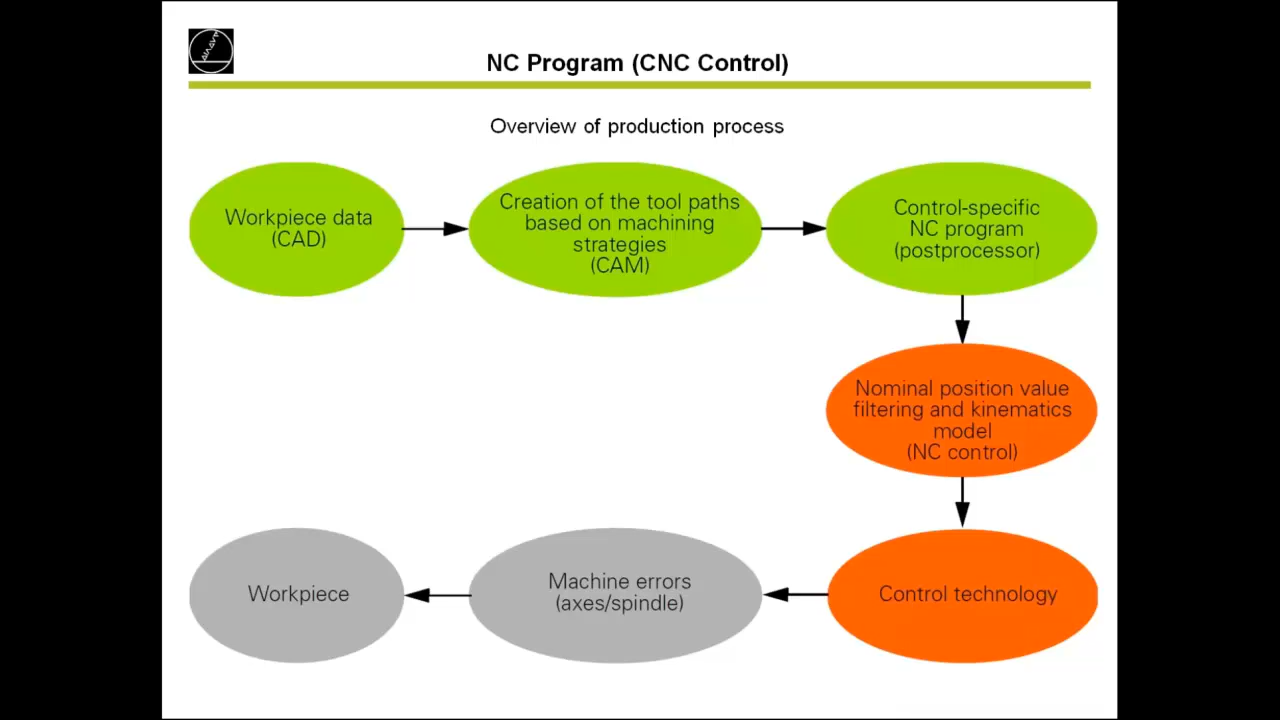 NC Program (CNC Control)
Overview of production process
Workpiece data
(CAD)
Creation of the tool paths
based on machining
strategies
(CAM)
Control-specific
NC program
(postprocessor)
Nominal position value
filtering and kinematics
model
(NC control)
Control technology
Machine errors
(axes/spindle)
Workpiece